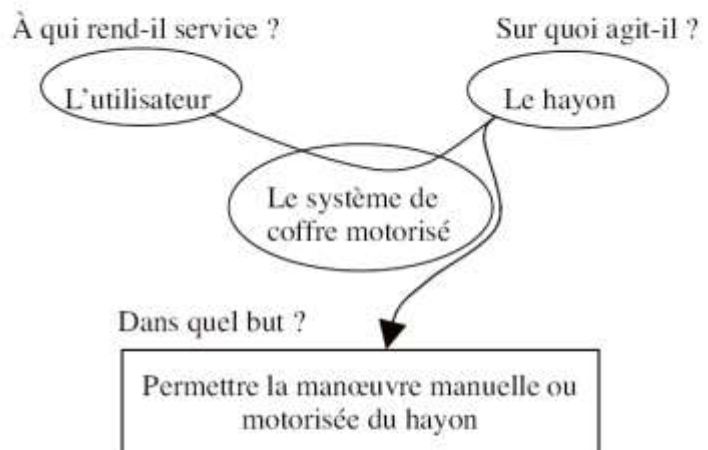 À qui rend-il service ?
Sur quoi agit-il ?
L'utilisateur
Le hayon
Le système de
coffre motorisé
Dans quel but ?
Permettre la manœuvre manuelle ou
motorisée du hayon